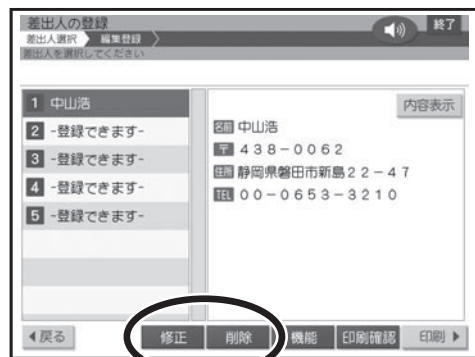 差出人の登録
終了
差出人選択 編集登録
差出人を選択してください
1 中山浩
2 -登録できます-
3 -登録できます-
4 -登録できます-
5 -登録できます-
内容表示
名前 中山浩
〒 438-0062
住所 静岡県磐田市新島22-47
TEL 00-0653-3210
戻る 修正 削除 機能 印刷確認 印刷